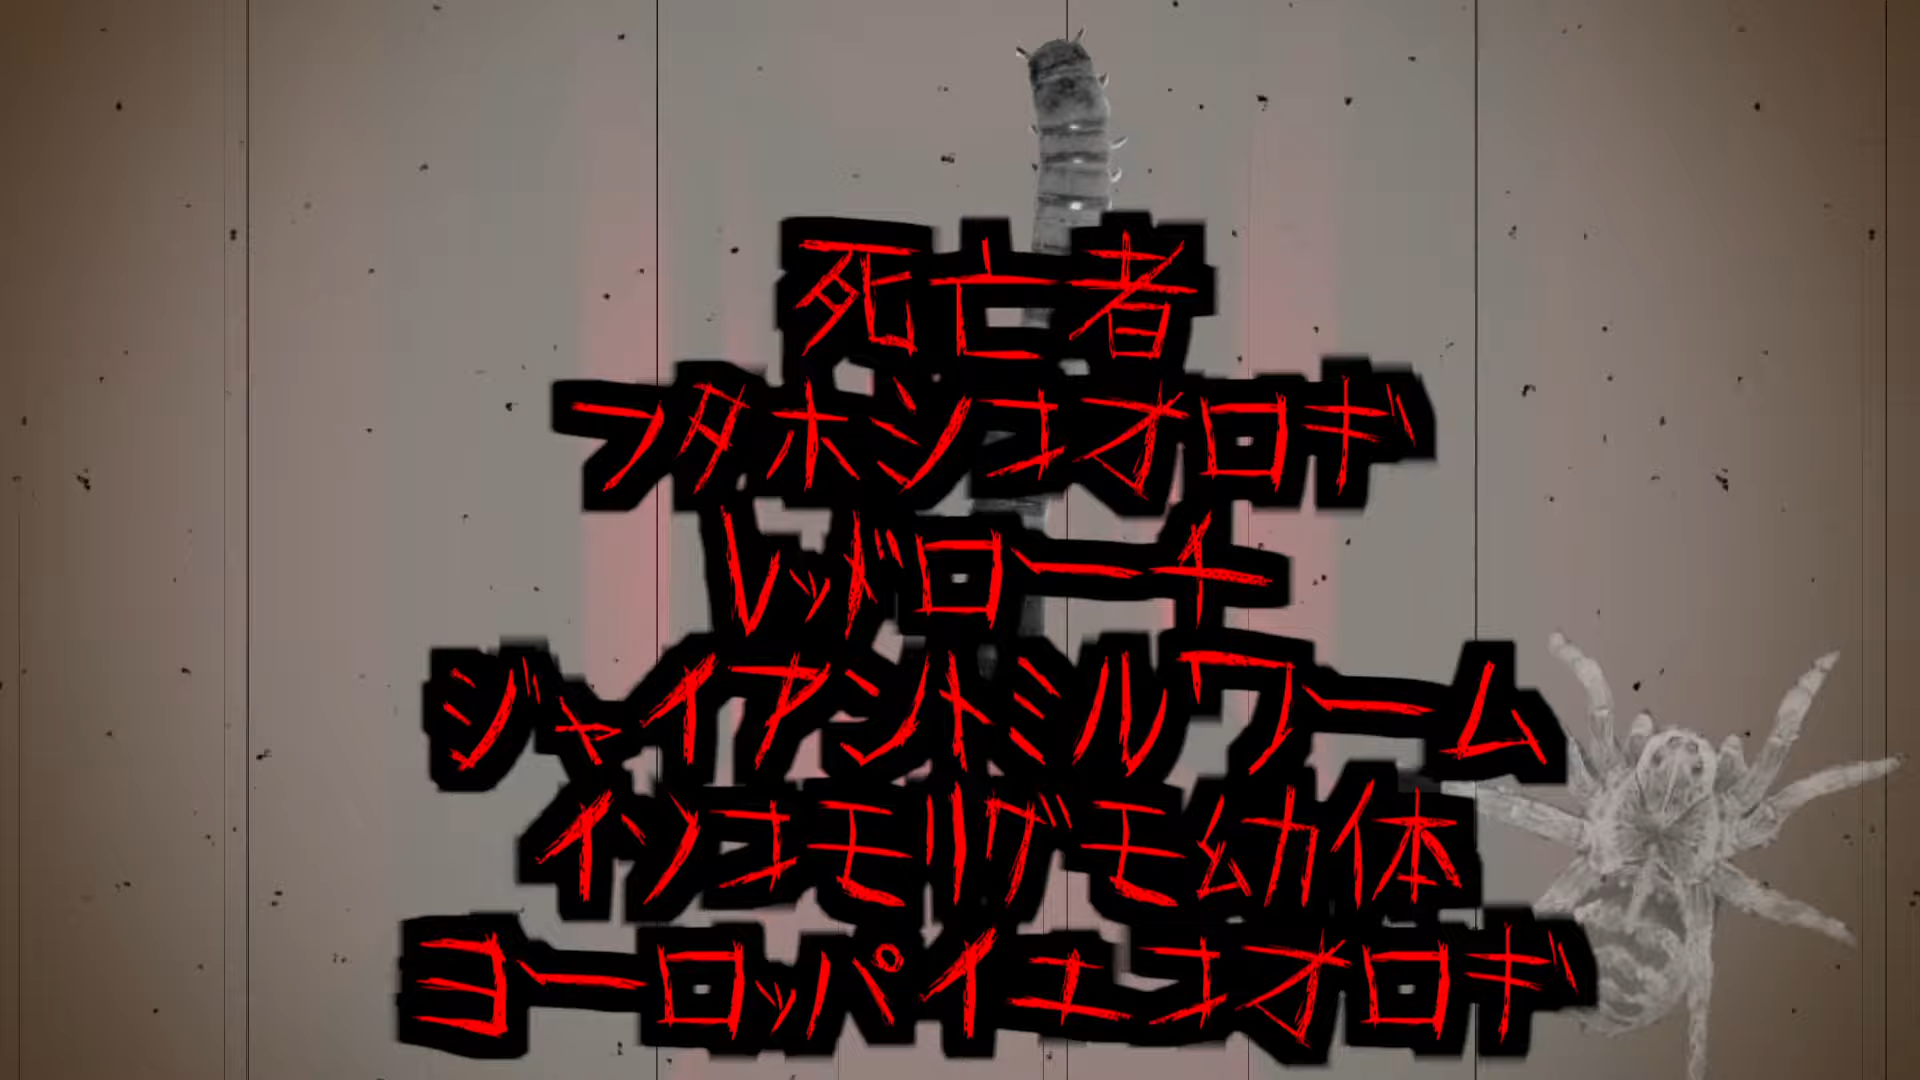 死亡者
フタホシコオロギ
レッドローチ
ジャイアントミルワーム
イソコモリグモ幼体
ヨーロッパイエコオロギ